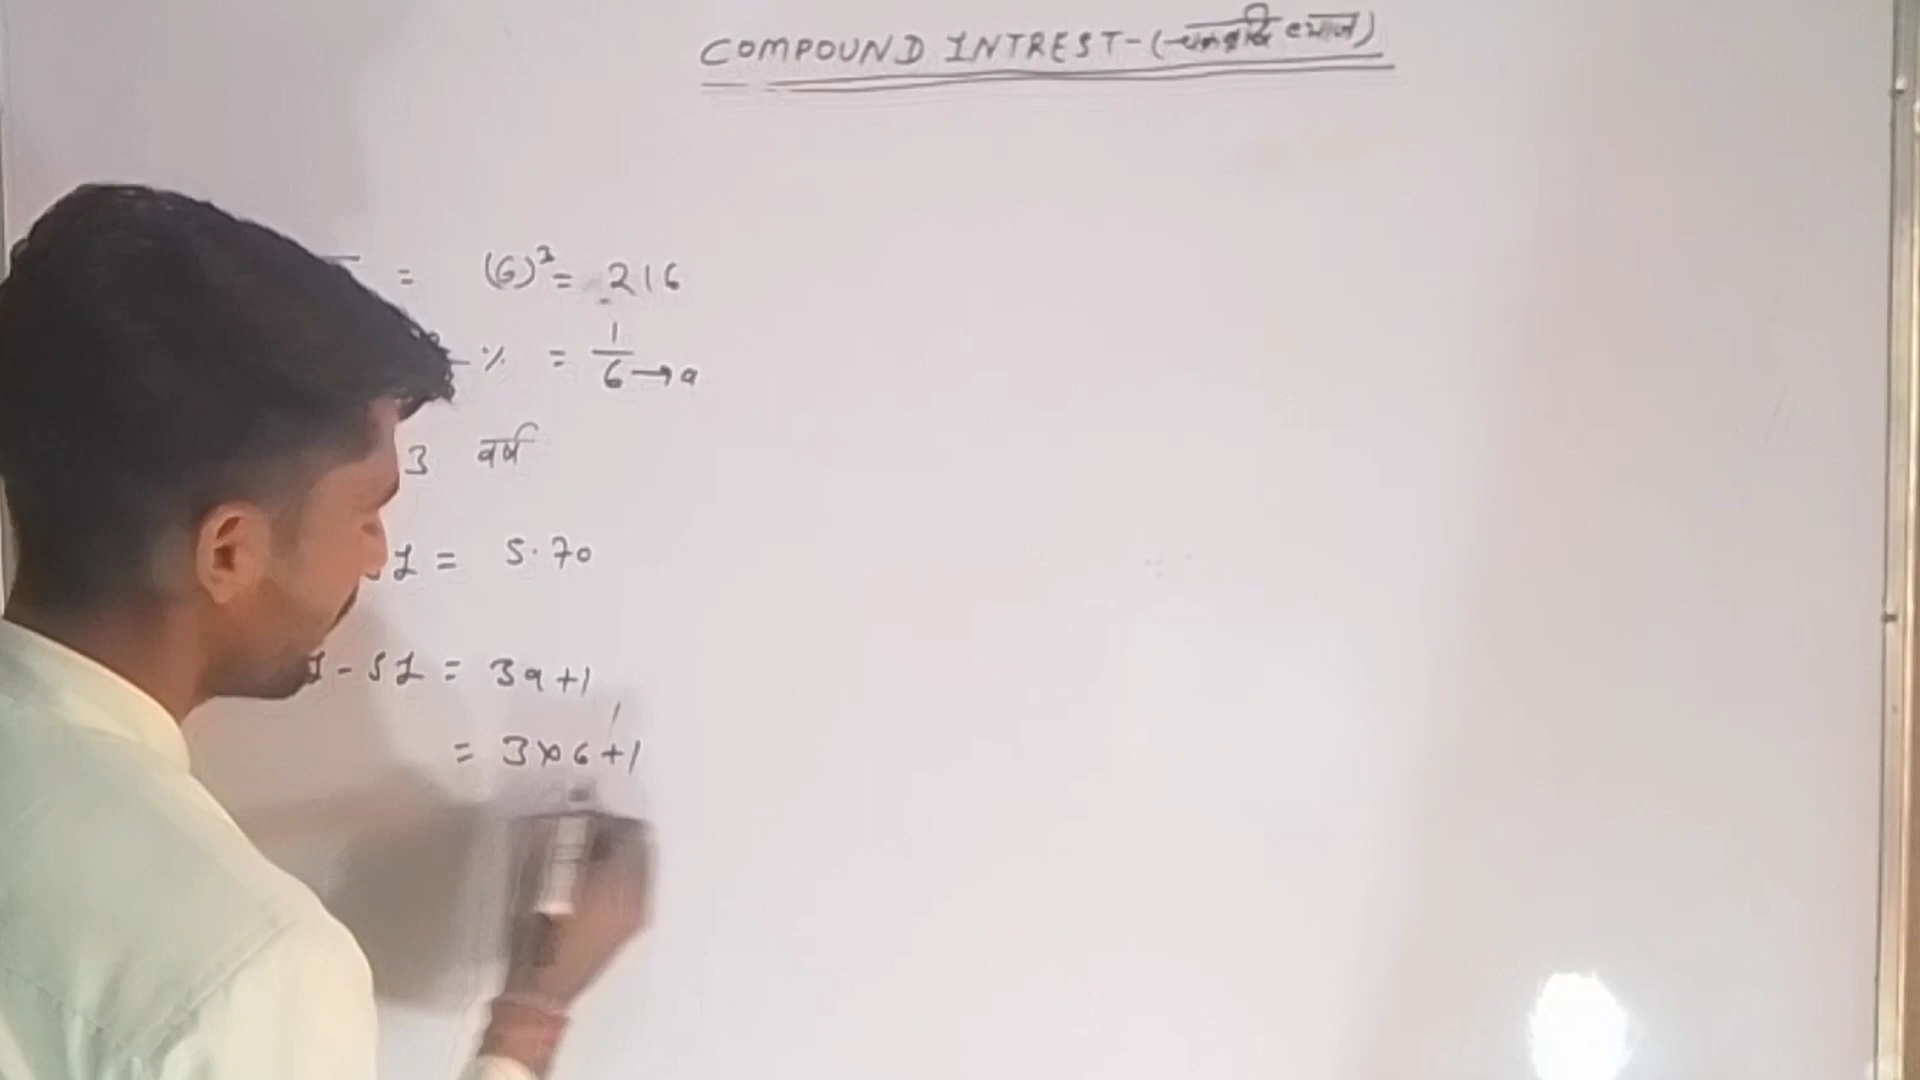 COMPOUND INTREST-(चक्रवृद्धि ब्याज)
= (6)³= 216
% = 1/6→a
3 वर्ष
I = 5.70
I-SI = 3a+1
= 3×6+1